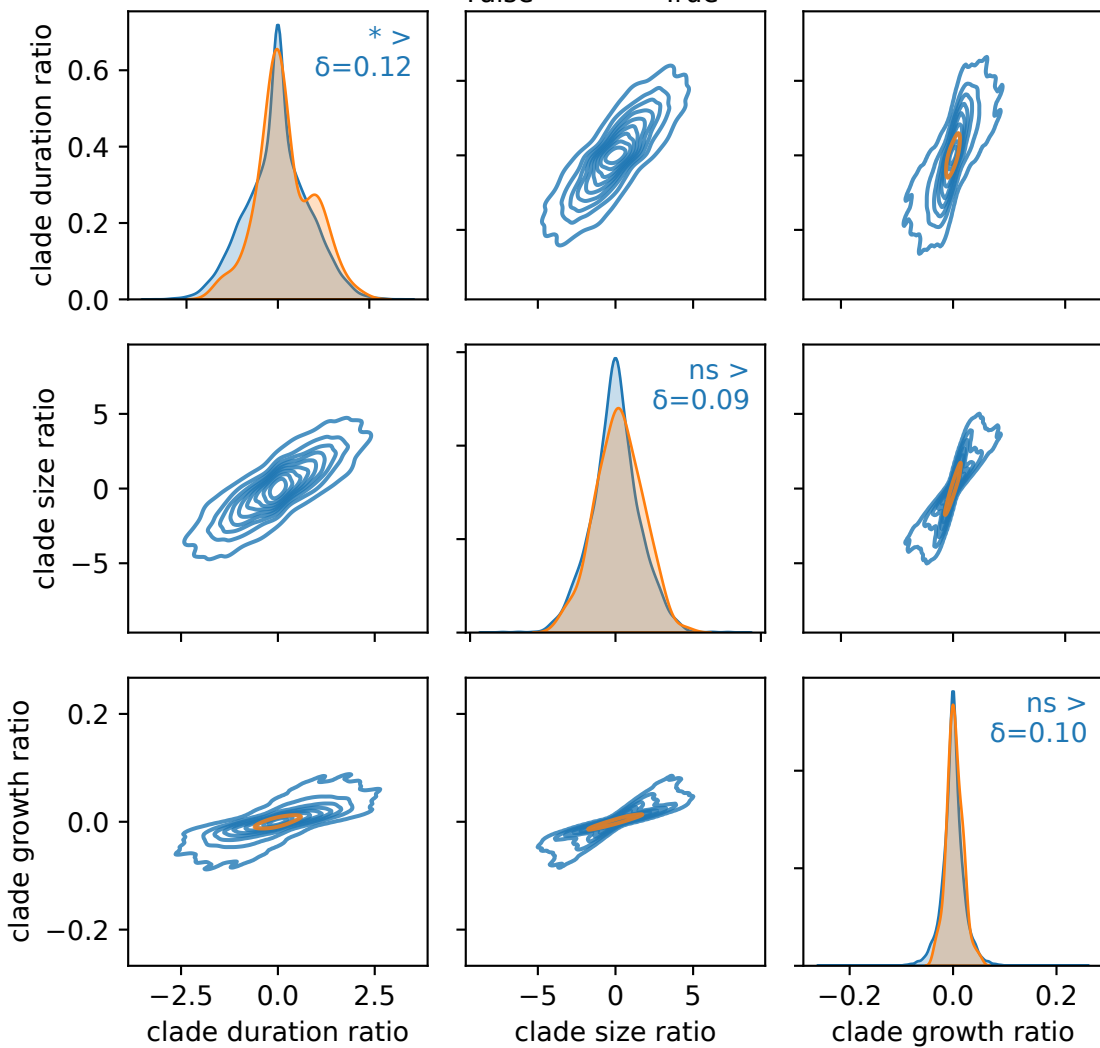 clade duration ratio
0.6
0.4
0.2
0.0
* >
δ=0.12
clade size ratio
5
0
−5
ns >
δ=0.09
clade growth ratio
0.2
0.0
−0.2
ns >
δ=0.10
−2.5 0.0 2.5
−5 0 5
−0.2 0.0 0.2
clade duration ratio
clade size ratio
clade growth ratio